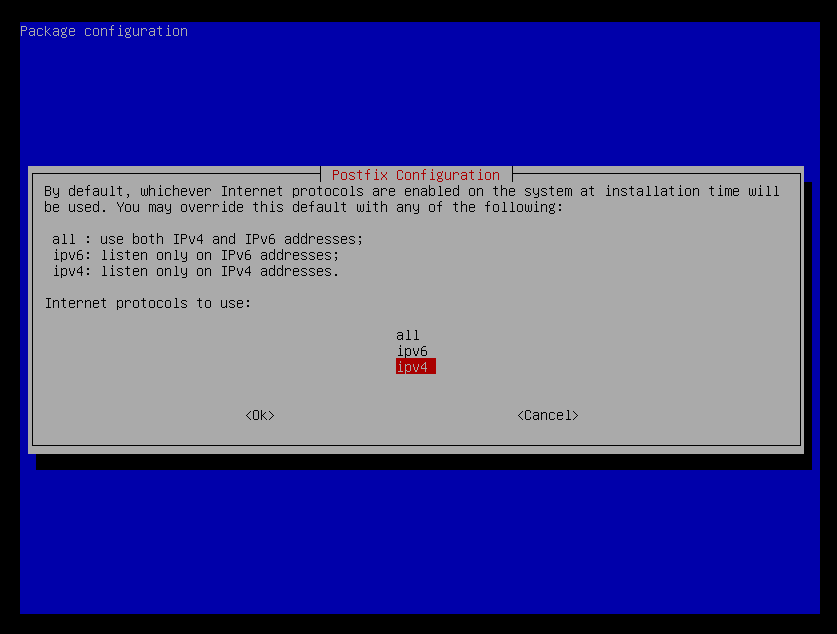 Package configuration
Postfix Configuration
By default, whichever Internet protocols are enabled on the system at installation time will
be used. You may override this default with any of the following:
all : use both IPv4 and IPv6 addresses;
ipv6: listen only on IPv6 addresses;
ipv4: listen only on IPv4 addresses.
Internet protocols to use:
all
ipv6
ipv4
<Ok> <Cancel>